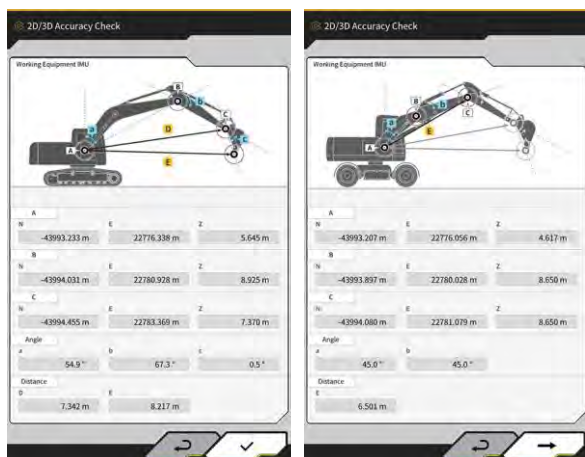 2D/3D Accuracy Check
Working Equipment IMU
B
b
a
C
D
A
c
E
A
N E Z
-43993.233 m 22776.338 m 5.645 m
B
N E Z
-43994.031 m 22780.928 m 8.925 m
C
N E Z
-43994.455 m 22783.369 m 7.370 m
Angle
a b c
54.9 ° 67.3 ° 0.5 °
Distance
D E
7.342 m 8.217 m
2D/3D Accuracy Check
Working Equipment IMU
B
b
C
a
E
A
A
N E Z
-43993.207 m 22776.056 m 4.617 m
B
N E Z
-43993.897 m 22780.028 m 8.650 m
C
N E Z
-43994.080 m 22781.079 m 8.650 m
Angle
a b
45.0 ° 45.0 °
Distance
E
6.501 m